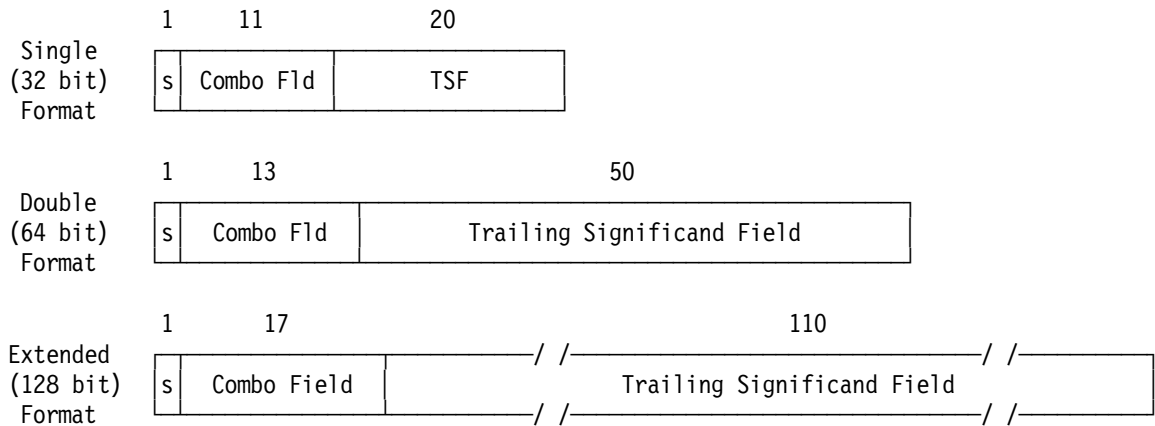 1 11 20
Single
(32 bit) s Combo Fld TSF
Format
1 13 50
Double
(64 bit) s Combo Fld Trailing Significand Field
Format
1 17 110
Extended / / / /
(128 bit) s Combo Field Trailing Significand Field
Format / / / /